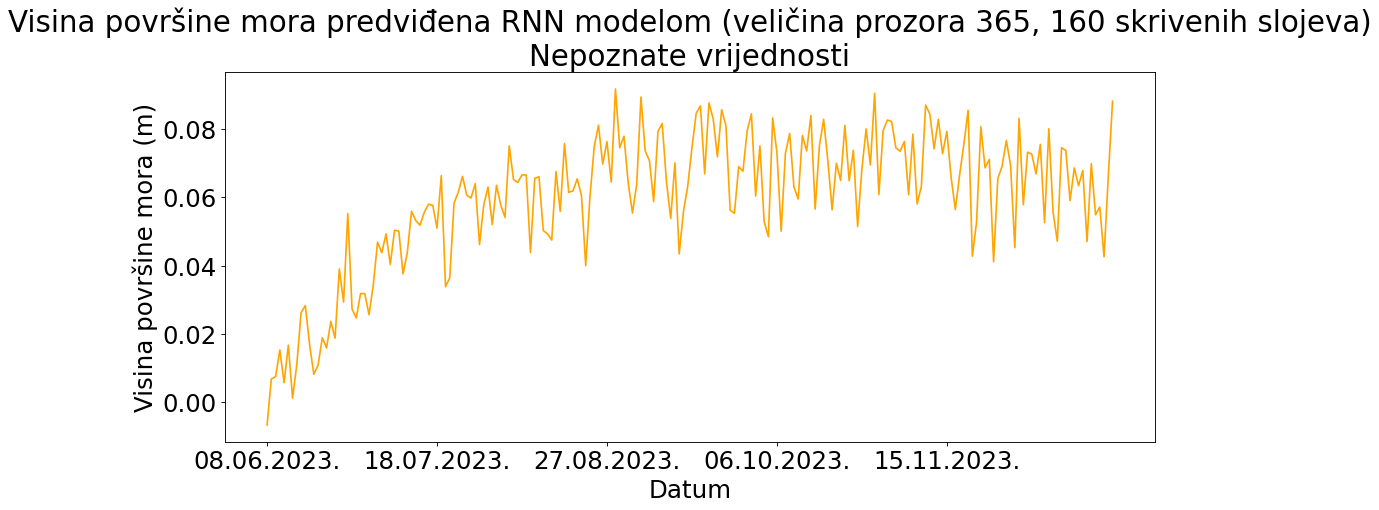 Visina površine mora predviđena RNN modelom (veličina prozora 365, 160 skrivenih slojeva)
Nepoznate vrijednosti
Visina površine mora (m)
0.08
0.06
0.04
0.02
0.00
08.06.2023. 18.07.2023. 27.08.2023. 06.10.2023. 15.11.2023.
Datum